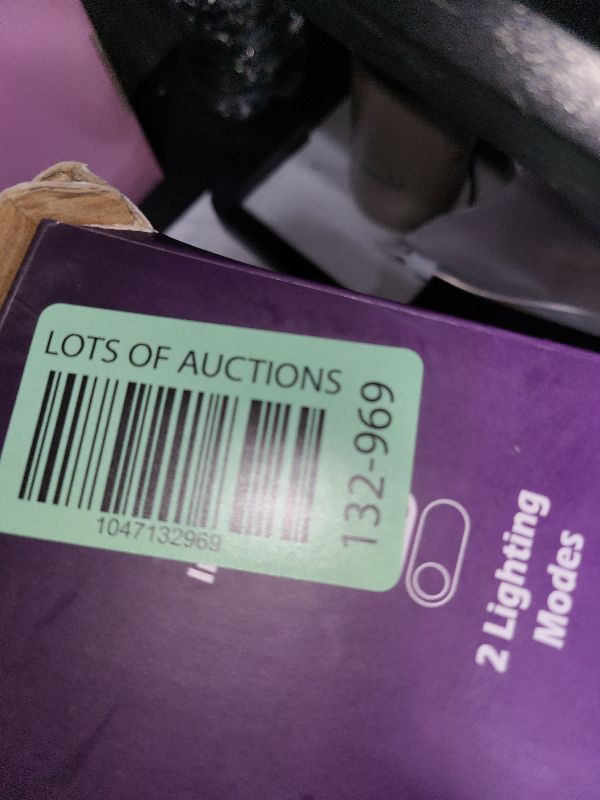 LOTS OF AUCTIONS
1047132969
132-969
2 Lighting
Modes